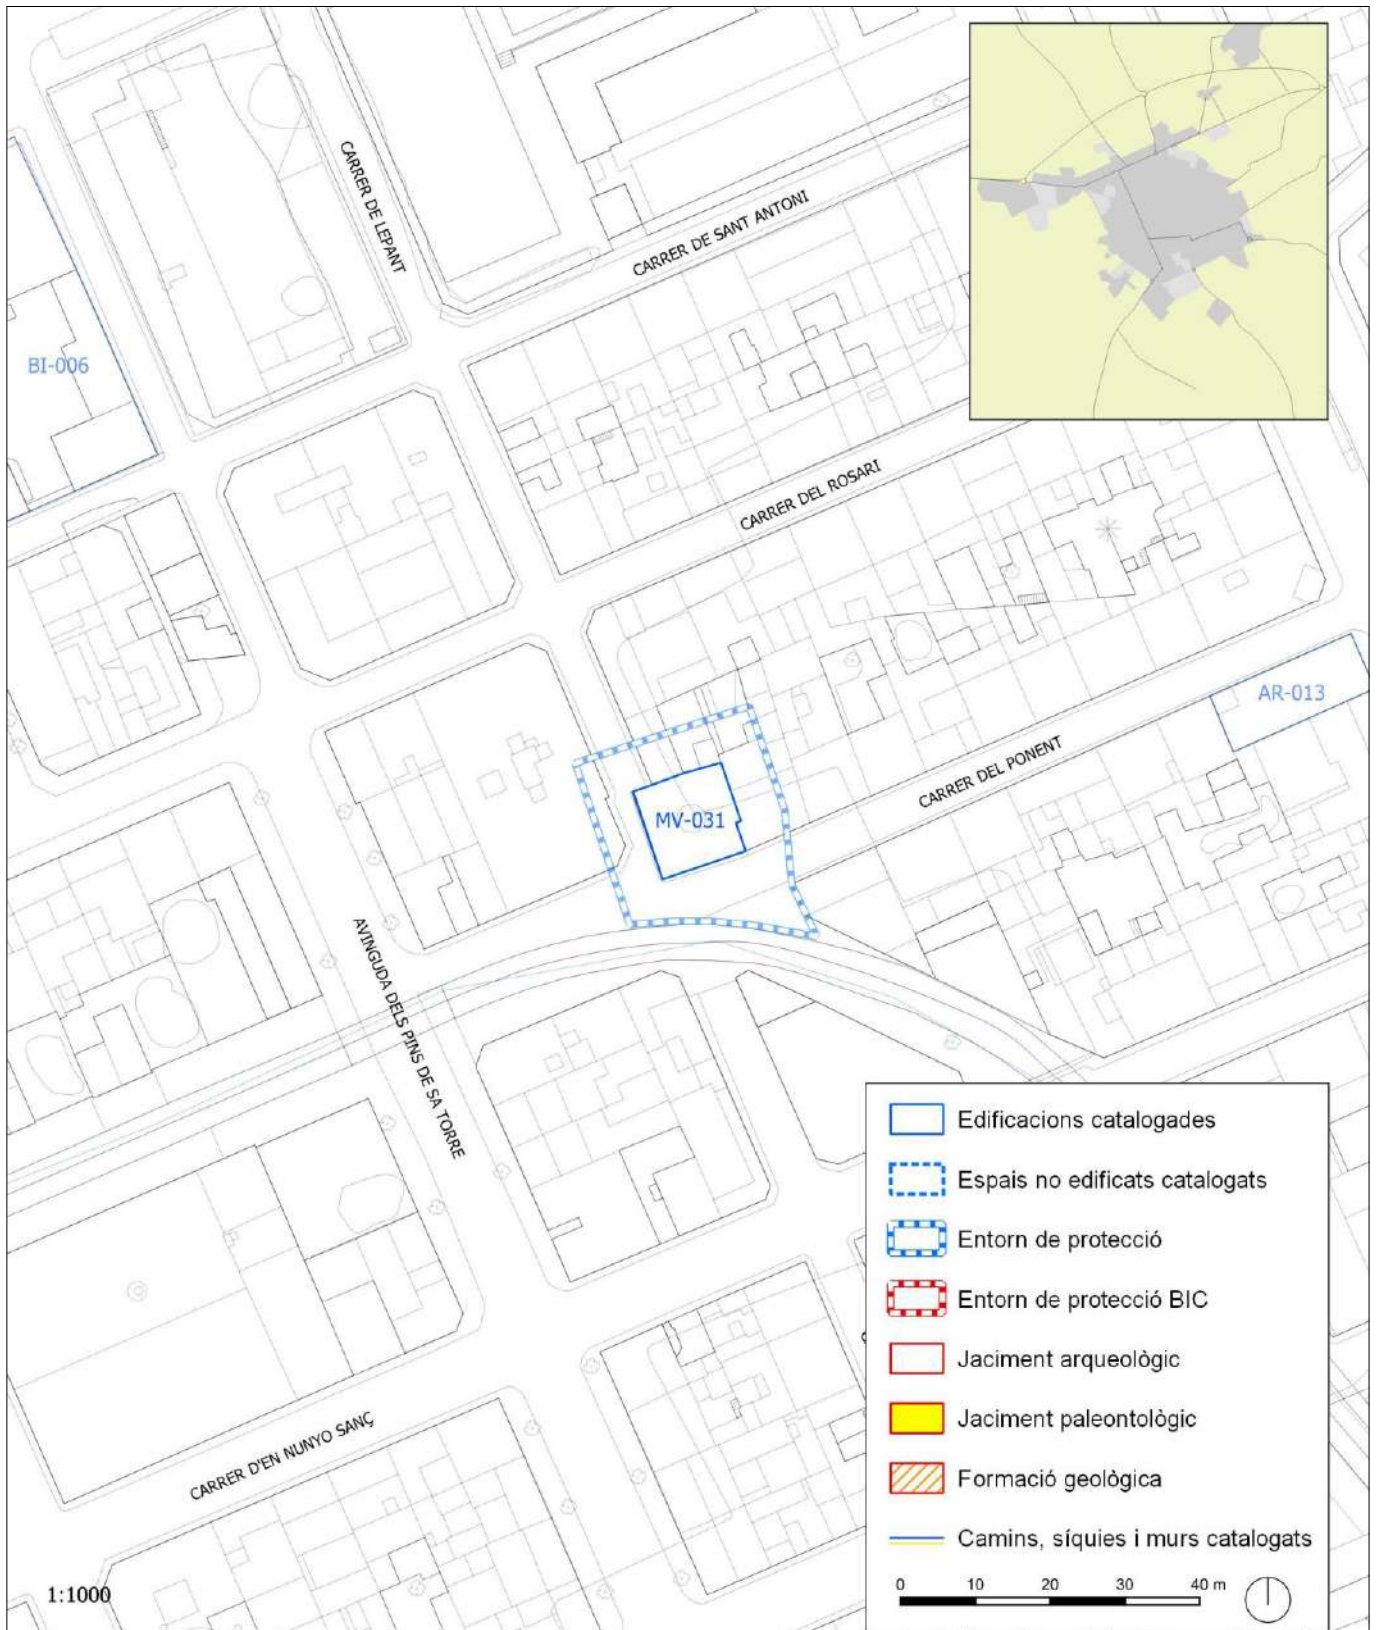 CARRER DE LEPANT
CARRER DE SANT ANTONI
BI-006
CARRER DEL ROSARI
AR-013
CARRER DEL PONENT
MV-031
AVINGUDA DELS PINS DE SA TORRE
CARRER D'EN NUNYO SANÇ
Edificacions catalogades
Espais no edificats catalogats
Entorn de protecció
Entorn de protecció BIC
Jaciment arqueològic
Jaciment paleontològic
Formació geològica
Camins, síquies i murs catalogats
0 10 20 30 40 m
1:1000